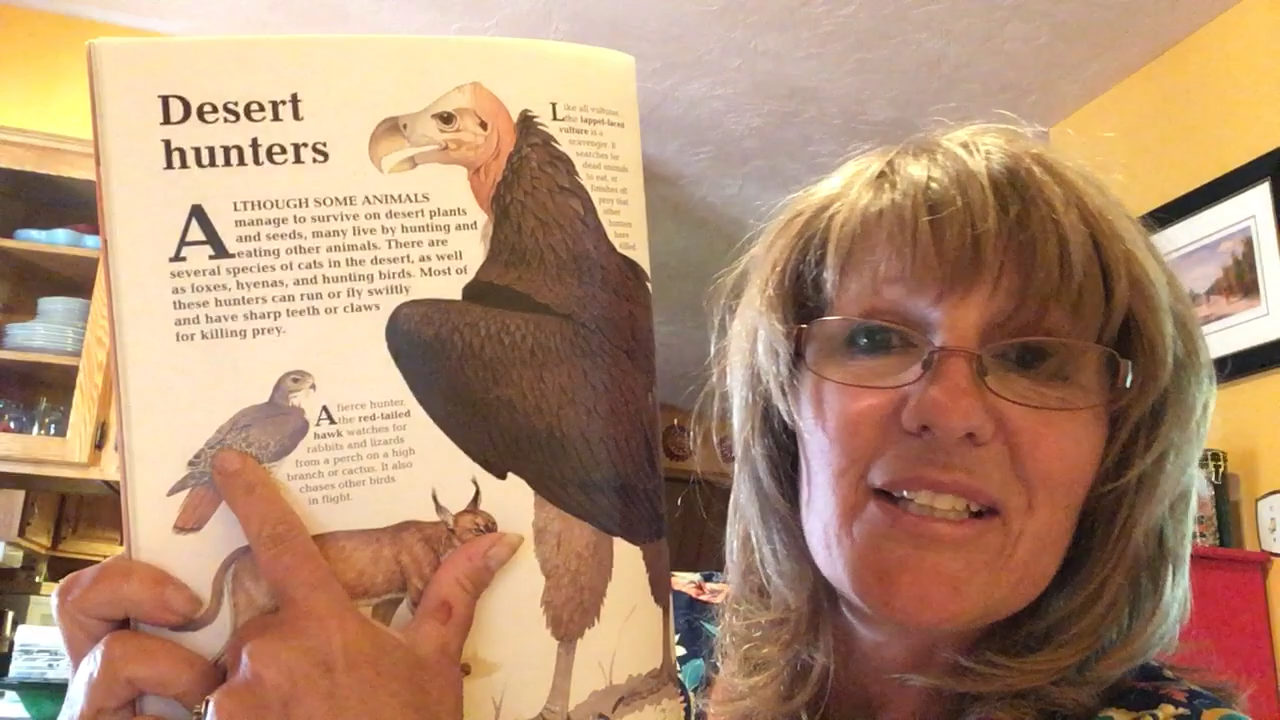 Desert
hunters
ALTHOUGH SOME ANIMALS
manage to survive on desert plants
and seeds, many live by hunting and
eating other animals. There are
several species of cats in the desert, as well
as foxes, hyenas, and hunting birds. Most of
these hunters can run or fly swiftly
and have sharp teeth or claws
for killing prey.
Like all vultures,
the lappet-faced
vulture is a
scavenger. It
watches for
dead animals
to eat, or
finishes off
prey that
other
hunters
have
killed.
A fierce hunter,
the red-tailed
hawk watches for
rabbits and lizards
from a perch on a high
branch or cactus. It also
chases other birds
in flight.